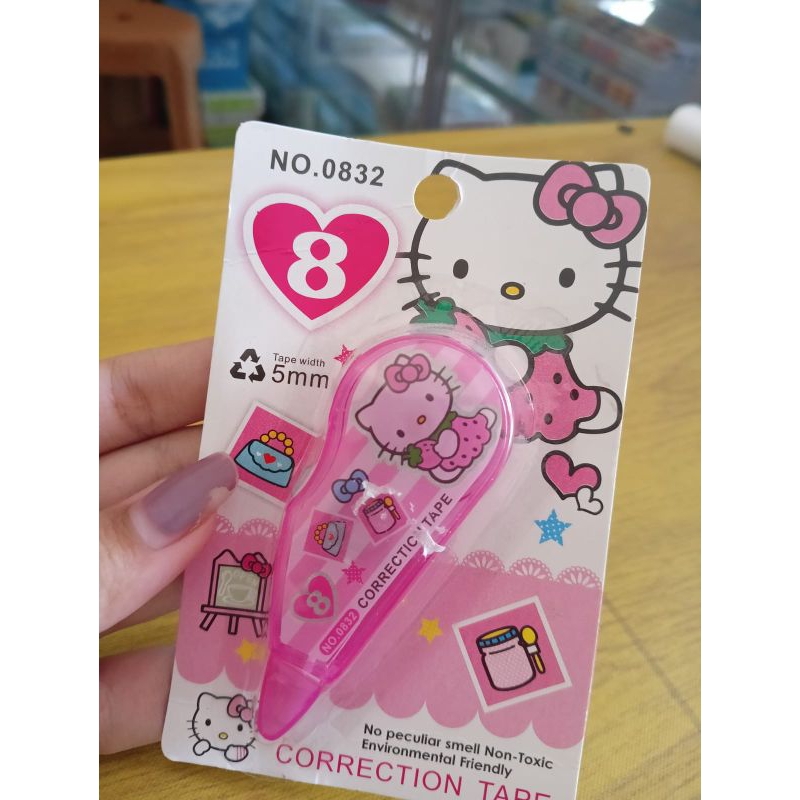 NO.0832
8
Tape width
5mm
CORRECTION TAPE
NO.0832
8
No peculiar smell Non-Toxic
Environmental Friendly
CORRECTION TAPE